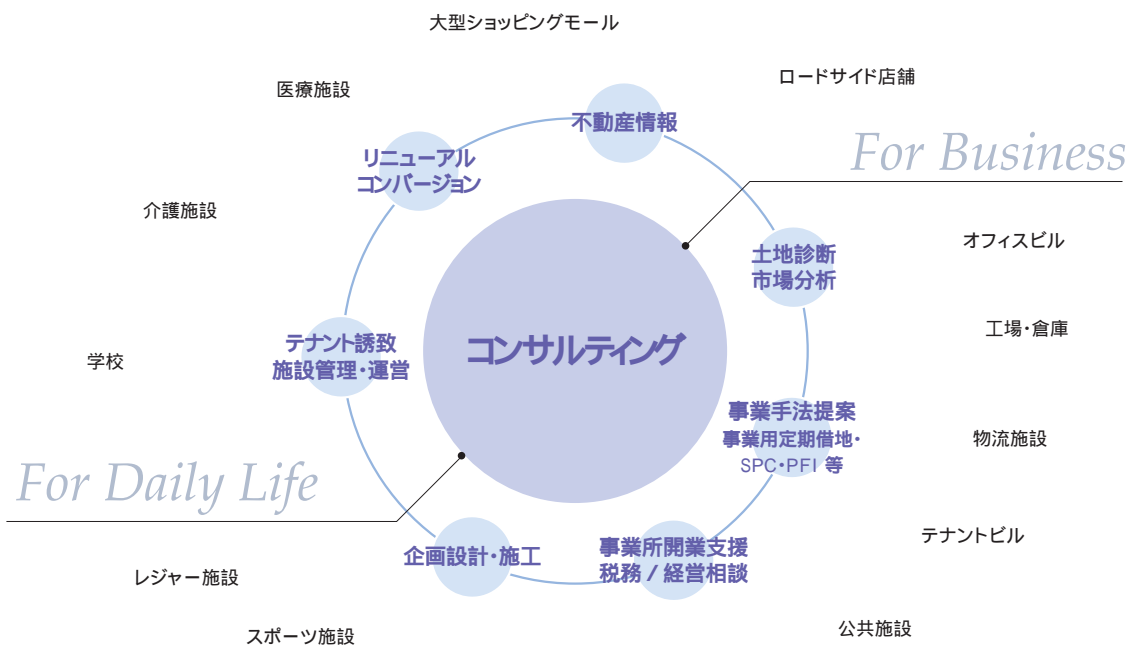 大型ショッピングモール
ロードサイド店舗
医療施設
不動産情報
For Business
リニューアル
コンバージョン
介護施設
オフィスビル
土地診断
市場分析
工場・倉庫
コンサルティング
テナント誘致
施設管理・運営
学校
事業手法提案
事業用定期借地・
SPC・PFI 等
物流施設
For Daily Life
テナントビル
企画設計・施工
事業所開業支援
税務 / 経営相談
レジャー施設
スポーツ施設
公共施設